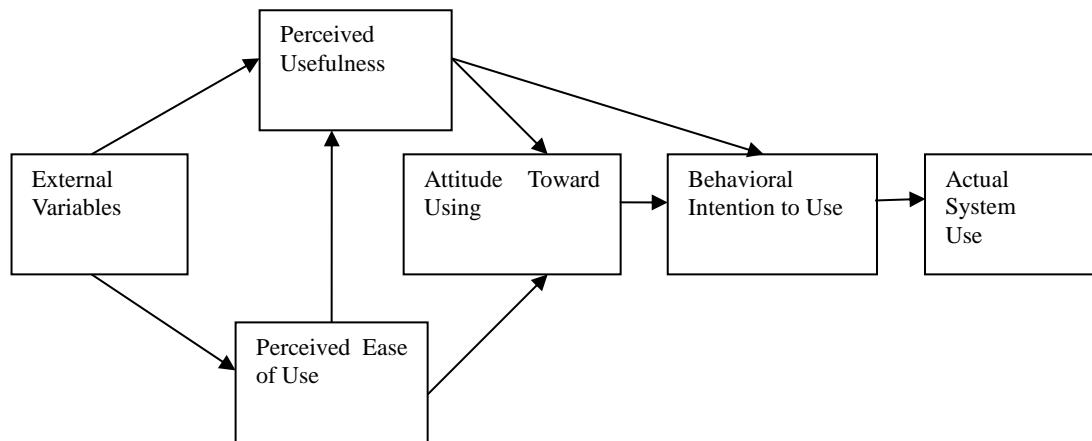 Perceived
Usefulness
External
Variables
Attitude Toward
Using
Behavioral
Intention to Use
Actual
System
Use
Perceived Ease
of Use